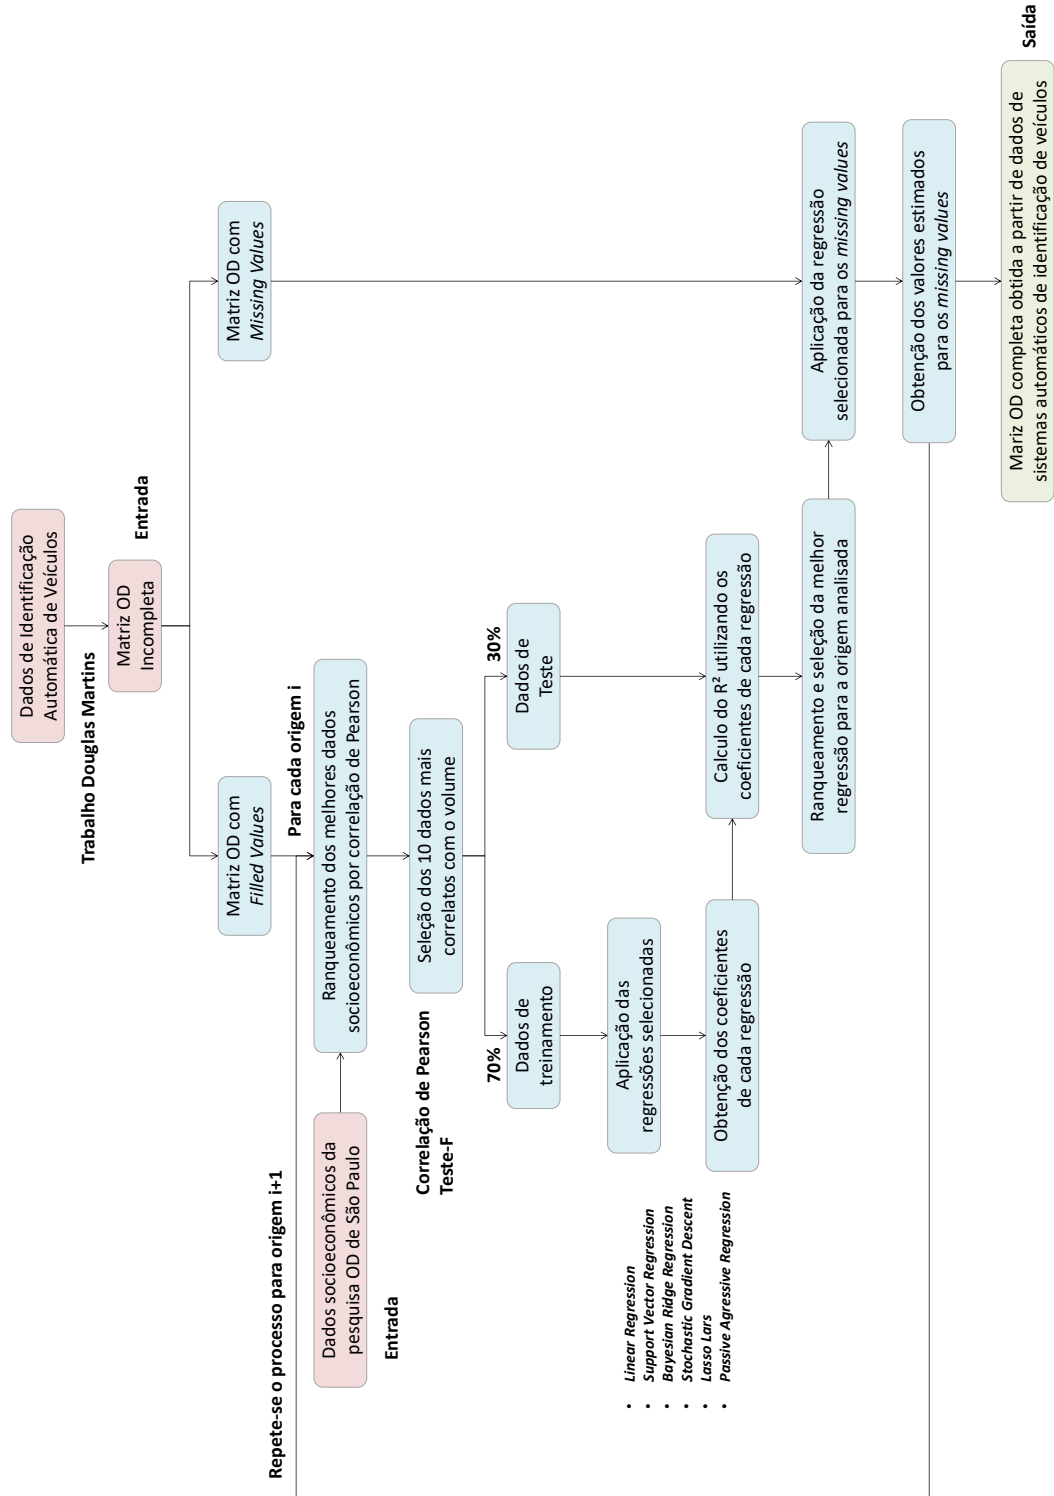 Dados de Identificação
Automática de Veículos
Trabalho Douglas Martins
Matriz OD
Incompleta
Entrada
Matriz OD com
Filled Values
Matriz OD com
Missing Values
Repete-se o processo para origem i+1
Para cada origem i
Dados socioeconômicos da
pesquisa OD de São Paulo
Entrada
Ranqueamento dos melhores dados
socioeconômicos por correlação de Pearson
Correlação de Pearson
Teste-F
Seleção dos 10 dados mais
correlatos com o volume
70%
Dados de
treinamento
30%
Dados de
Teste
• Linear Regression
• Support Vector Regression
• Bayesian Ridge Regression
• Stochastic Gradient Descent
• Lasso Lars
• Passive Agressive Regression
Aplicação das
regressões selecionadas
Obtenção dos coeficientes
de cada regressão
Calculo do R² utilizando os
coeficientes de cada regressão
Ranqueamento e seleção da melhor
regressão para a origem analisada
Aplicação da regressão
selecionada para os missing values
Obtenção dos valores estimados
para os missing values
Mariz OD completa obtida a partir de dados de
sistemas automáticos de identificação de veículos
Saída